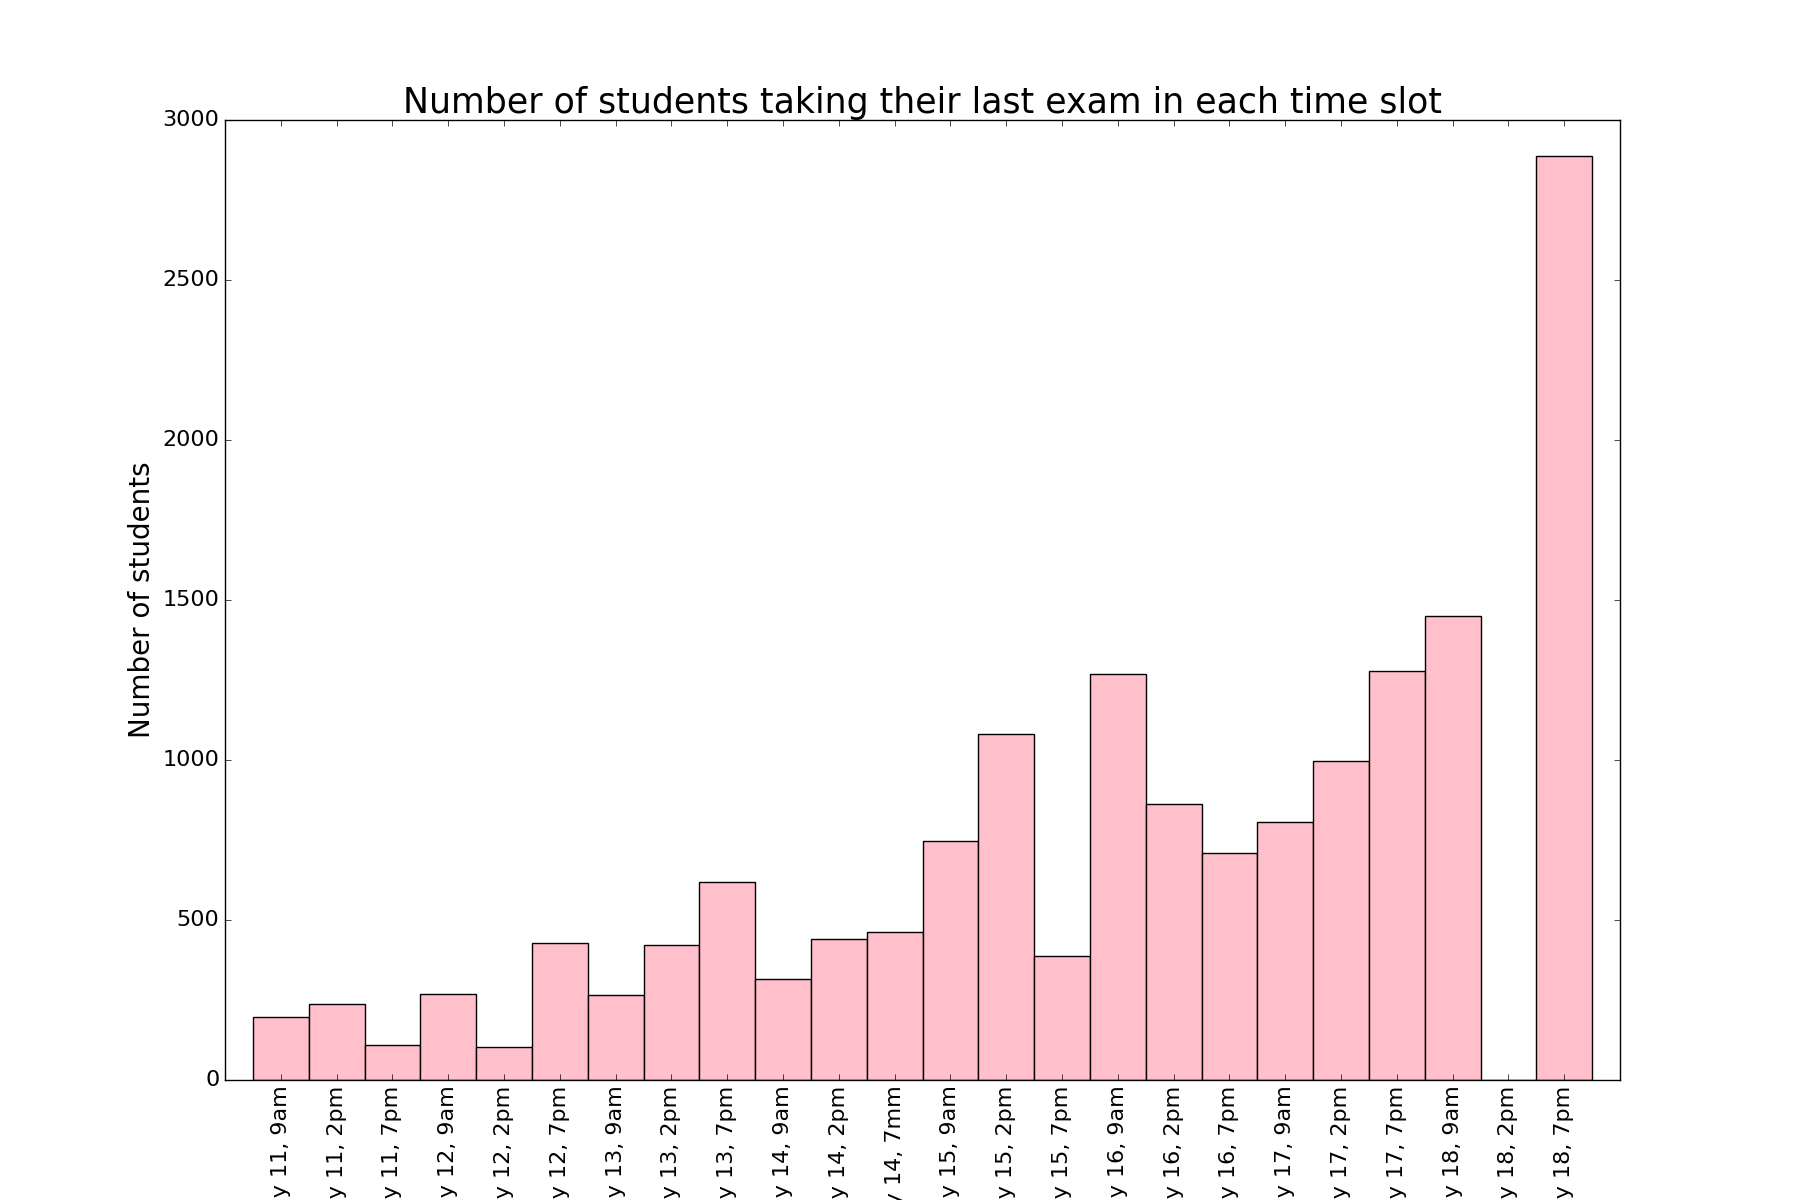 Number of students taking their last exam in each time slot
Number of students
3000
2500
2000
1500
1000
500
0
y 11, 9am
y 11, 2pm
y 11, 7pm
y 12, 9am
y 12, 2pm
y 12, 7pm
y 13, 9am
y 13, 2pm
y 13, 7pm
y 14, 9am
y 14, 2pm
y 14, 7mm
y 15, 9am
y 15, 2pm
y 15, 7pm
y 16, 9am
y 16, 2pm
y 16, 7pm
y 17, 9am
y 17, 2pm
y 17, 7pm
y 18, 9am
y 18, 2pm
y 18, 7pm